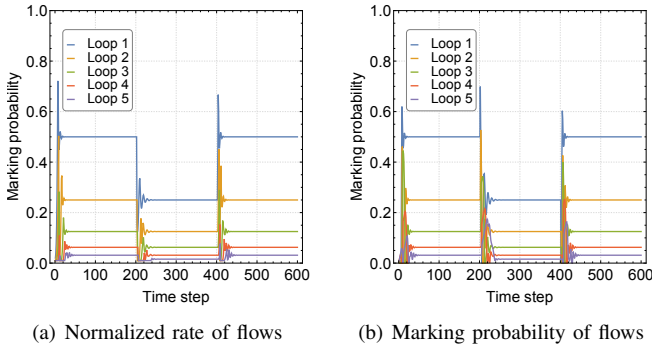 1.0
0.8
0.6
0.4
0.2
0.0
Marking probability
Loop 1
Loop 2
Loop 3
Loop 4
Loop 5
0 100 200 300 400 500 600
Time step
(a) Normalized rate of flows
1.0
0.8
0.6
0.4
0.2
0.0
Marking probability
Loop 1
Loop 2
Loop 3
Loop 4
Loop 5
0 100 200 300 400 500 600
Time step
(b) Marking probability of flows